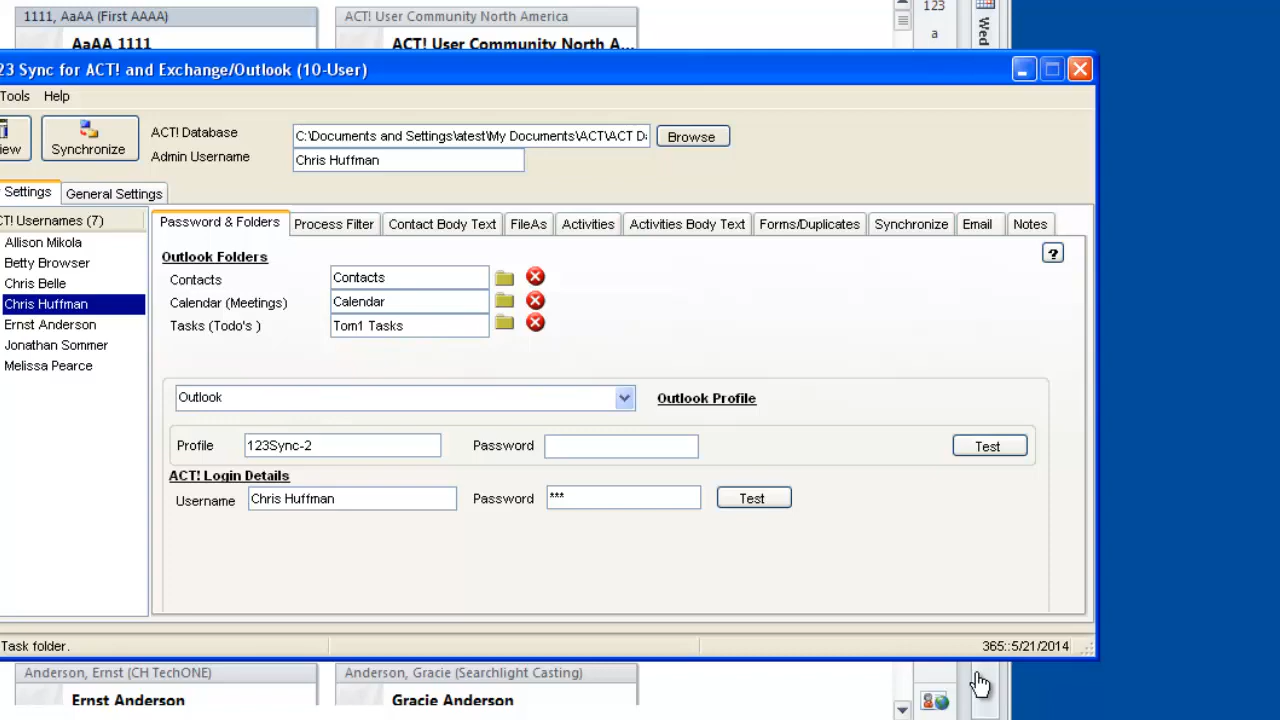 1111, AaAA (First AAAA)
ACT! User Community North America
123
AaAA 1111
ACT! User Community North A...
a
Wed
23 Sync for ACT! and Exchange/Outlook (10-User)
Tools Help
iew
Synchronize
ACT! Database
C:\Documents and Settings\atest\My Documents\ACT\ACT Da
Browse
Admin Username
Chris Huffman
Settings
General Settings
CT! Usernames (7)
Allison Mikola
Betty Browser
Chris Belle
Chris Huffman
Ernst Anderson
Jonathan Sommer
Melissa Pearce
Password & Folders
Process Filter
Contact Body Text
FileAs
Activities
Activities Body Text
Forms/Duplicates
Synchronize
Email
Notes
Outlook Folders
?
Contacts
Contacts
Calendar (Meetings)
Calendar
Tasks (Todo's )
Tom1 Tasks
Outlook
Outlook Profile
Profile
123Sync-2
Password
Test
ACT! Login Details
Username
Chris Huffman
Password
***
Test
Task folder.
365::5/21/2014
Anderson, Ernst (CH TechONE)
Anderson, Gracie (Searchlight Casting)
Ernst Anderson
Gracie Anderson